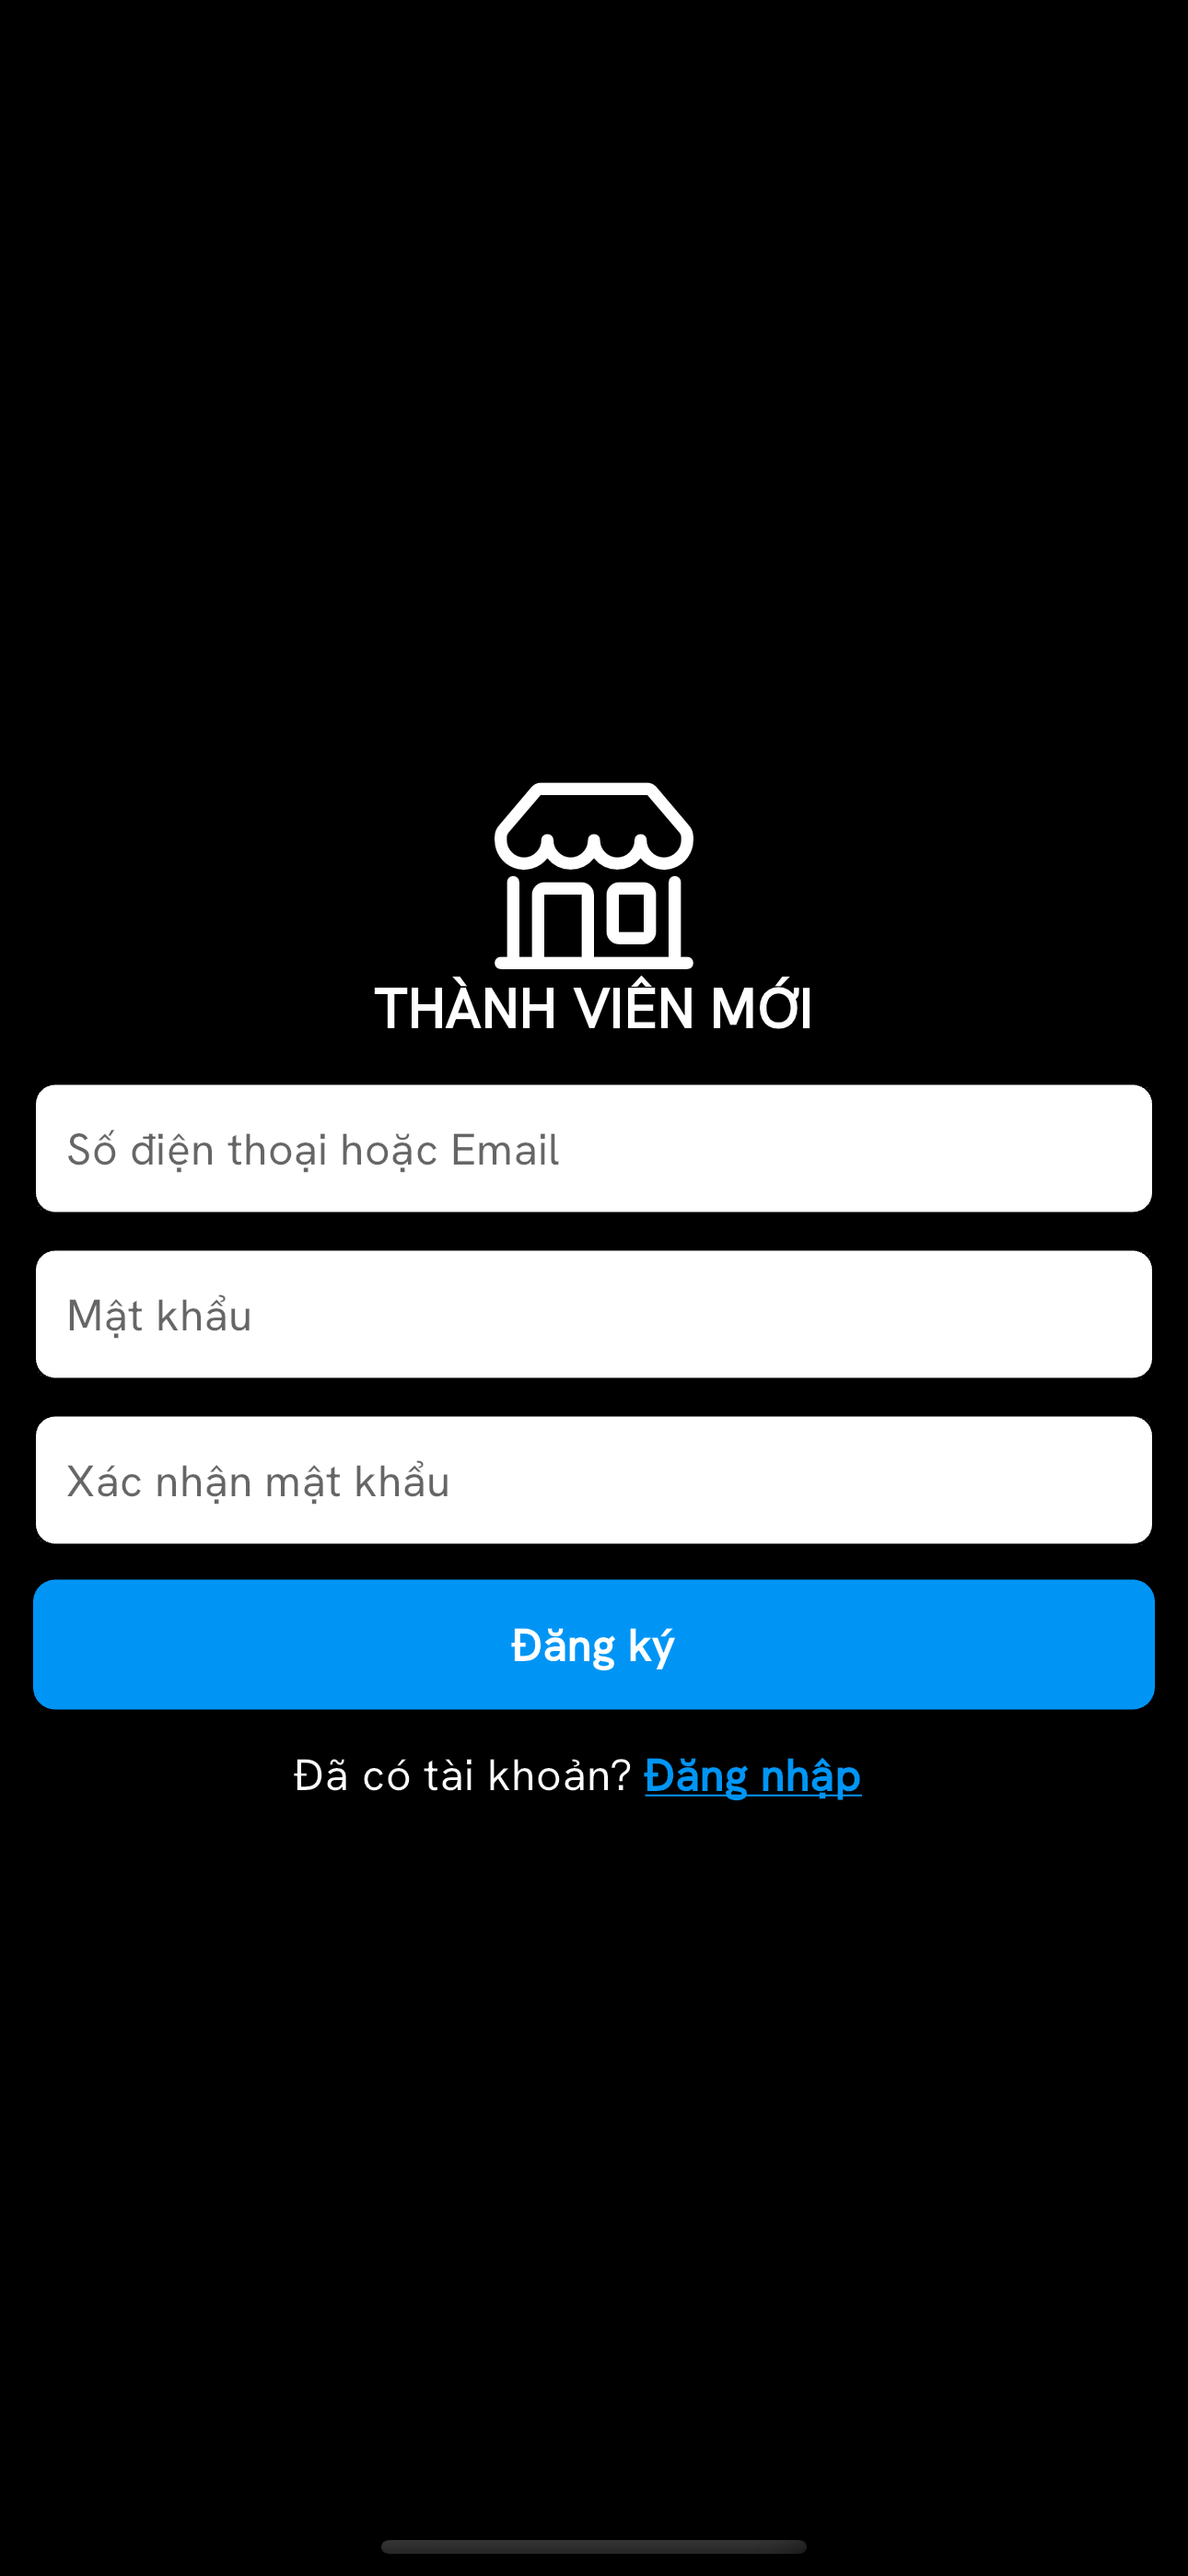 THÀNH VIÊN MỚI
Số điện thoại hoặc Email
Mật khẩu
Xác nhận mật khẩu
Đăng ký
Đã có tài khoản? Đăng nhập